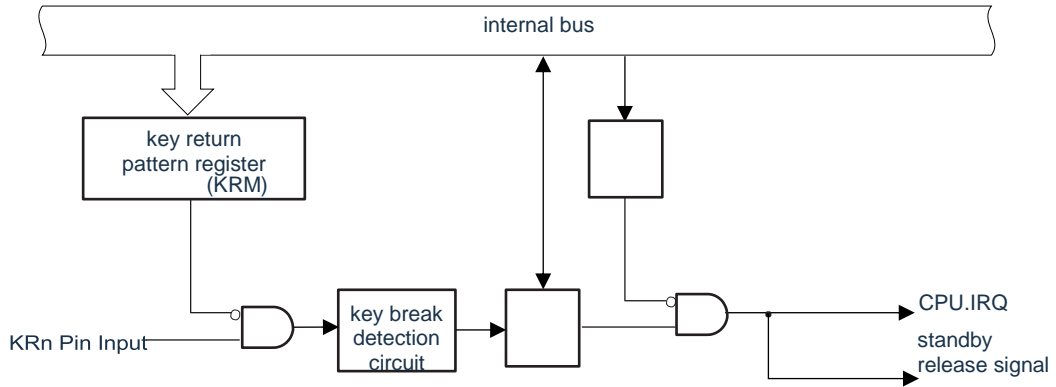 internal bus
key return
pattern register
(KRM)
KRn Pin Input
key break
detection
circuit
CPU.IRQ
standby
release signal